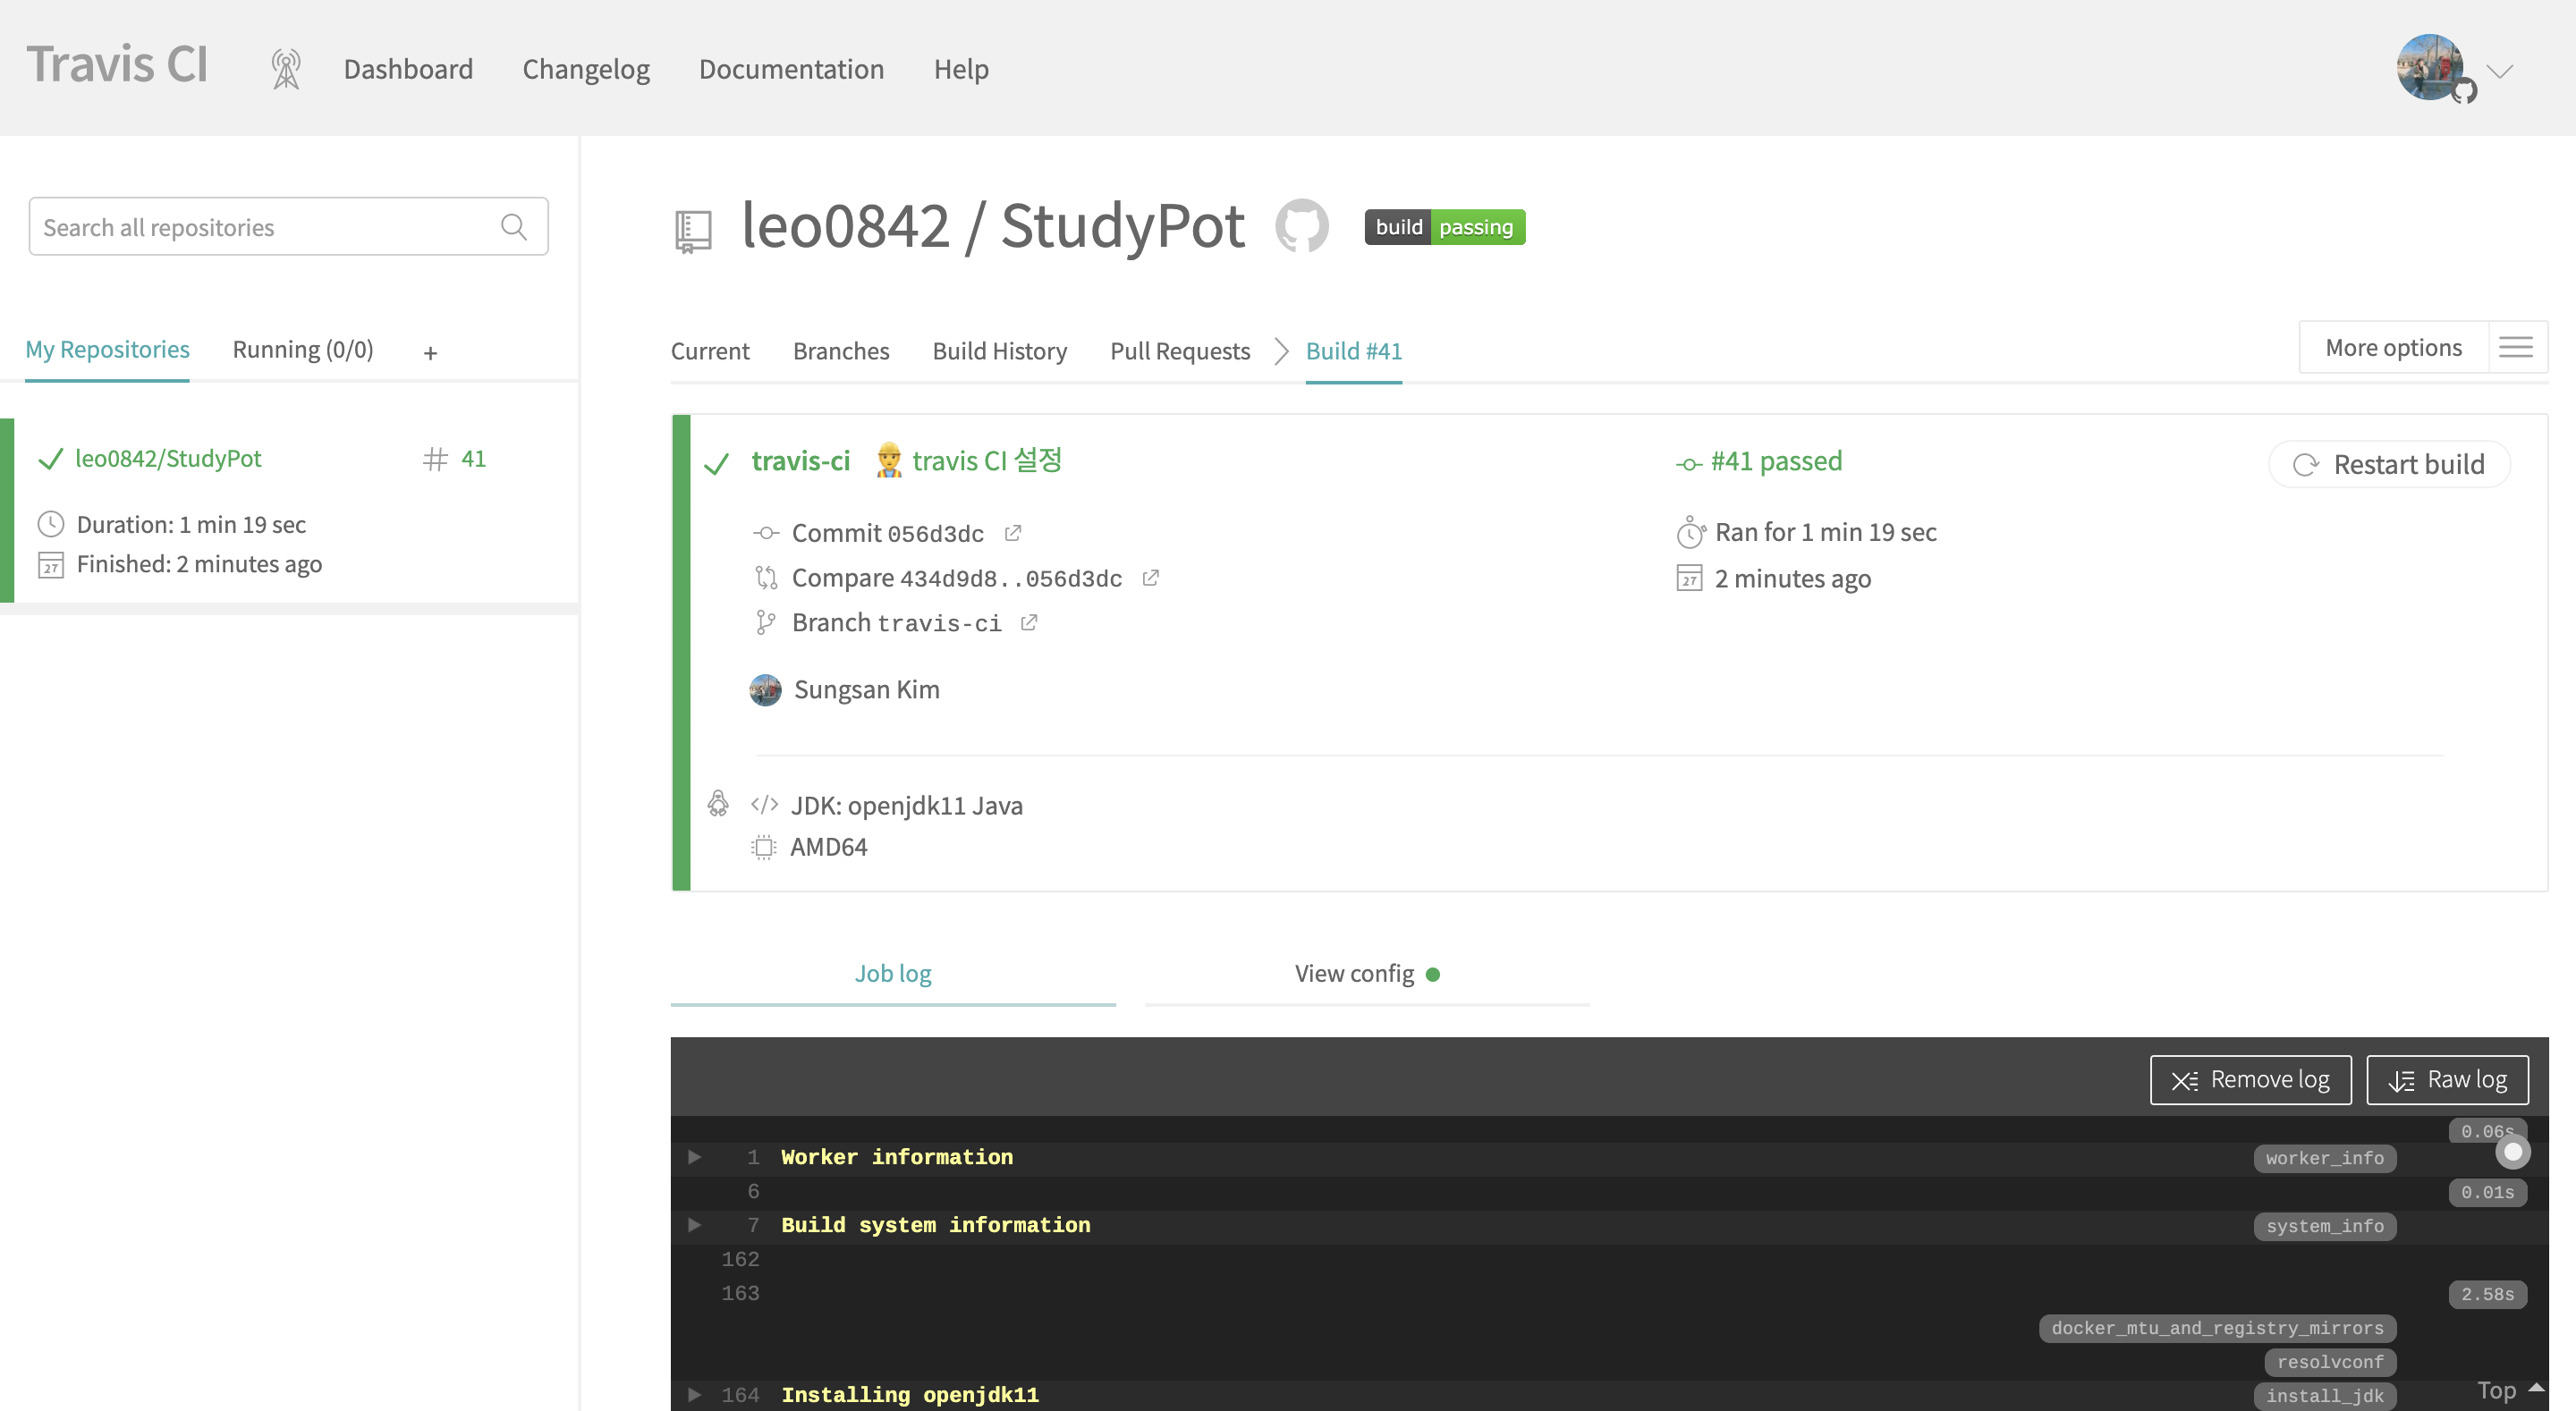 Travis CI
Dashboard
Changelog
Documentation
Help
Search all repositories
leo0842 / StudyPot
build passing
My Repositories
Running (0/0)
+
Current
Branches
Build History
Pull Requests
Build #41
More options
leo0842/StudyPot
# 41
Duration: 1 min 19 sec
27 Finished: 2 minutes ago
travis-ci travis CI 설정
#41 passed
Restart build
Commit 056d3dc
Ran for 1 min 19 sec
Compare 434d9d8..056d3dc
27 2 minutes ago
Branch travis-ci
Sungsan Kim
</> JDK: openjdk11 Java
AMD64
Job log
View config
Remove log
Raw log
0.06s
1 Worker information worker_info
6 0.01s
7 Build system information system_info
162
163 2.58s
docker_mtu_and_registry_mirrors
resolvconf
164 Installing openjdk11 install_jdk
Top